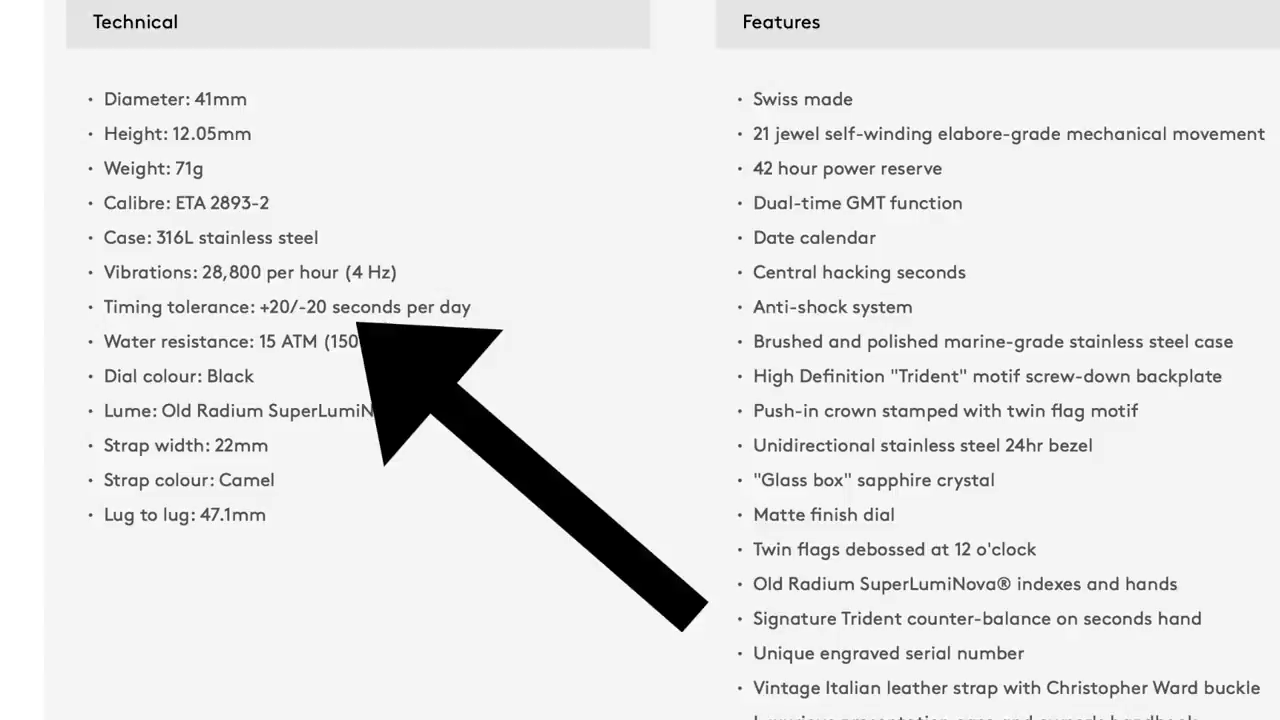 Technical
• Diameter: 41mm
• Height: 12.05mm
• Weight: 71g
• Calibre: ETA 2893-2
• Case: 316L stainless steel
• Vibrations: 28,800 per hour (4 Hz)
• Timing tolerance: +20/-20 seconds per day
• Water resistance: 15 ATM (150
• Dial colour: Black
• Lume: Old Radium SuperLumiN
• Strap width: 22mm
• Strap colour: Camel
• Lug to lug: 47.1mm
Features
• Swiss made
• 21 jewel self-winding elabore-grade mechanical movement
• 42 hour power reserve
• Dual-time GMT function
• Date calendar
• Central hacking seconds
• Anti-shock system
• Brushed and polished marine-grade stainless steel case
• High Definition "Trident" motif screw-down backplate
• Push-in crown stamped with twin flag motif
• Unidirectional stainless steel 24hr bezel
• "Glass box" sapphire crystal
• Matte finish dial
• Twin flags debossed at 12 o'clock
• Old Radium SuperLumiNova® indexes and hands
• Signature Trident counter-balance on seconds hand
• Unique engraved serial number
• Vintage Italian leather strap with Christopher Ward buckle